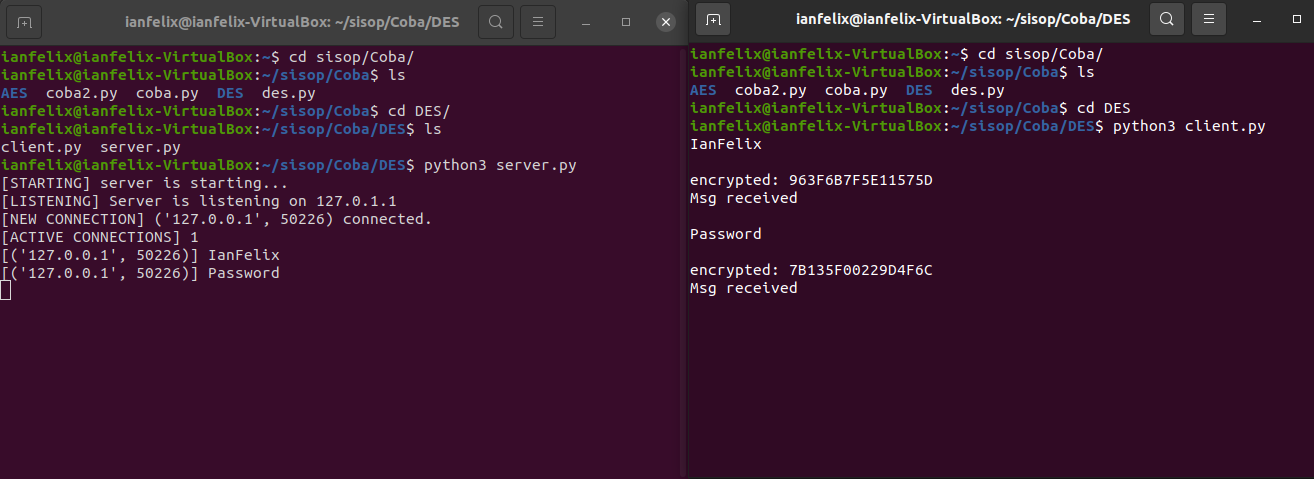 ianfelix@ianfelix-VirtualBox: ~/sisop/Coba/DES
ianfelix@ianfelix-VirtualBox:~$ cd sisop/Coba/
ianfelix@ianfelix-VirtualBox:~/sisop/Coba$ ls
AES  coba2.py  coba.py  DES  des.py
ianfelix@ianfelix-VirtualBox:~/sisop/Coba$ cd DES/
ianfelix@ianfelix-VirtualBox:~/sisop/Coba/DES$ ls
client.py  server.py
ianfelix@ianfelix-VirtualBox:~/sisop/Coba/DES$ python3 server.py
[STARTING] server is starting...
[LISTENING] Server is listening on 127.0.1.1
[NEW CONNECTION] ('127.0.0.1', 50226) connected.
[ACTIVE CONNECTIONS] 1
[('127.0.0.1', 50226)] IanFelix
[('127.0.0.1', 50226)] Password
ianfelix@ianfelix-VirtualBox: ~/sisop/Coba/DES
ianfelix@ianfelix-VirtualBox:~$ cd sisop/Coba/
ianfelix@ianfelix-VirtualBox:~/sisop/Coba$ ls
AES  coba2.py  coba.py  DES  des.py
ianfelix@ianfelix-VirtualBox:~/sisop/Coba$ cd DES
ianfelix@ianfelix-VirtualBox:~/sisop/Coba/DES$ python3 client.py
IanFelix
encrypted: 963F6B7F5E11575D
Msg received
Password
encrypted: 7B135F00229D4F6C
Msg received